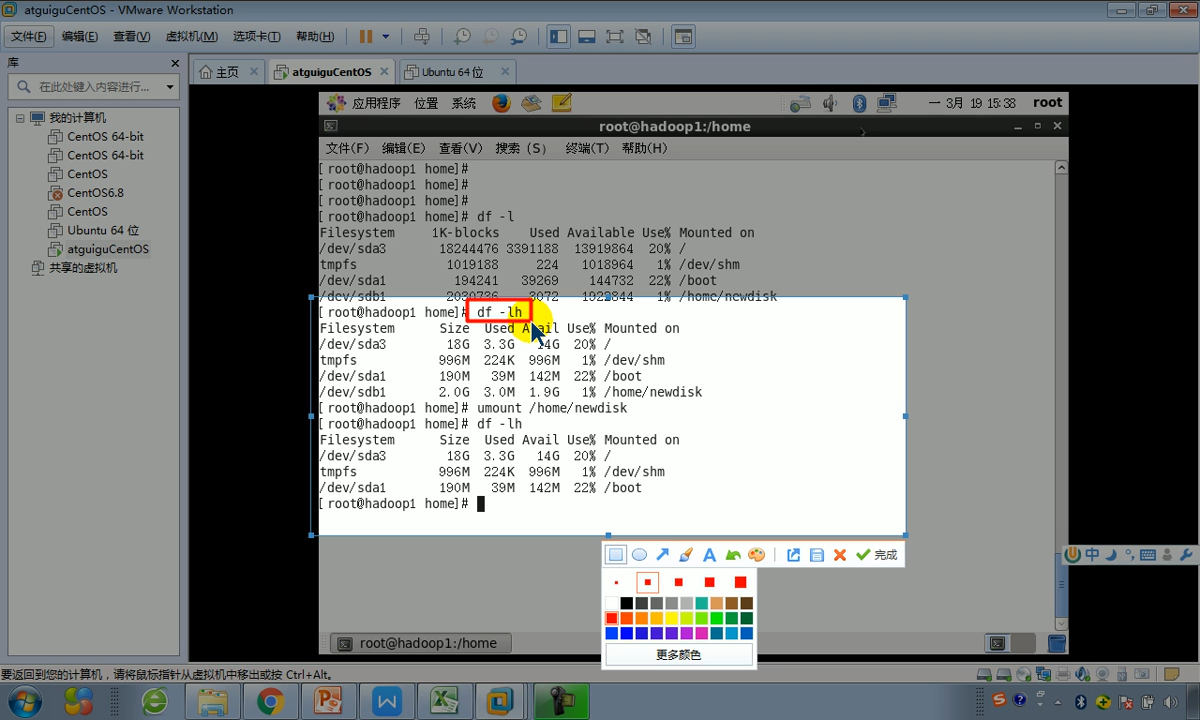 atguiguCentOS - VMware Workstation
文件(F) 编辑(E) 查看(V) 虚拟机(M) 选项卡(T) 帮助(H)
库
在此处键入内容进行...
主页 atguiguCentOS Ubuntu 64 位
我的计算机
CentOS 64-bit
CentOS 64-bit
CentOS
CentOS6.8
CentOS
Ubuntu 64 位
atguiguCentOS
共享的虚拟机
应用程序 位置 系统 一 3月 19 15:38 root
root@hadoop1:/home
文件(F) 编辑(E) 查看(V) 搜索 (S) 终端(T) 帮助(H)
[root@hadoop1 home]#
[root@hadoop1 home]#
[root@hadoop1 home]#
[root@hadoop1 home]# df -l
Filesystem 1K-blocks Used Available Use% Mounted on
/dev/sda3 18244476 3391188 13919864 20% /
tmpfs 1019188 224 1018964 1% /dev/shm
/dev/sda1 194241 39269 144732 22% /boot
/dev/sdb1 2030736 3072 1922844 1% /home/newdisk
[root@hadoop1 home]# df -lh
Filesystem Size Used Avail Use% Mounted on
/dev/sda3 18G 3.3G 14G 20% /
tmpfs 996M 224K 996M 1% /dev/shm
/dev/sda1 190M 39M 142M 22% /boot
/dev/sdb1 2.0G 3.0M 1.9G 1% /home/newdisk
[root@hadoop1 home]# umount /home/newdisk
[root@hadoop1 home]# df -lh
Filesystem Size Used Avail Use% Mounted on
/dev/sda3 18G 3.3G 14G 20% /
tmpfs 996M 224K 996M 1% /dev/shm
/dev/sda1 190M 39M 142M 22% /boot
[root@hadoop1 home]#
A 完成
中
更多颜色
root@hadoop1:/home
要返回到您的计算机，请将鼠标指针从虚拟机中移出或按 Ctrl+Alt。